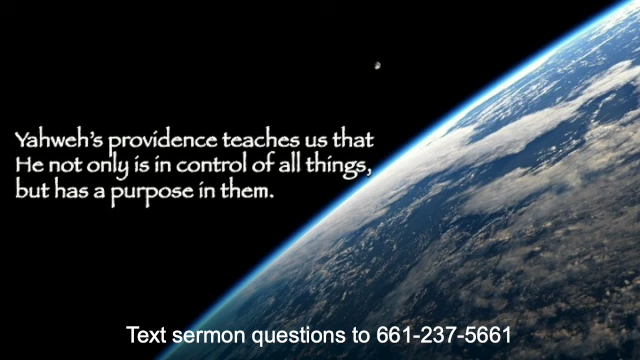 Yahweh's providence teaches us that
He not only is in control of all things,
but has a purpose in them.
Text sermon questions to 661-237-5661